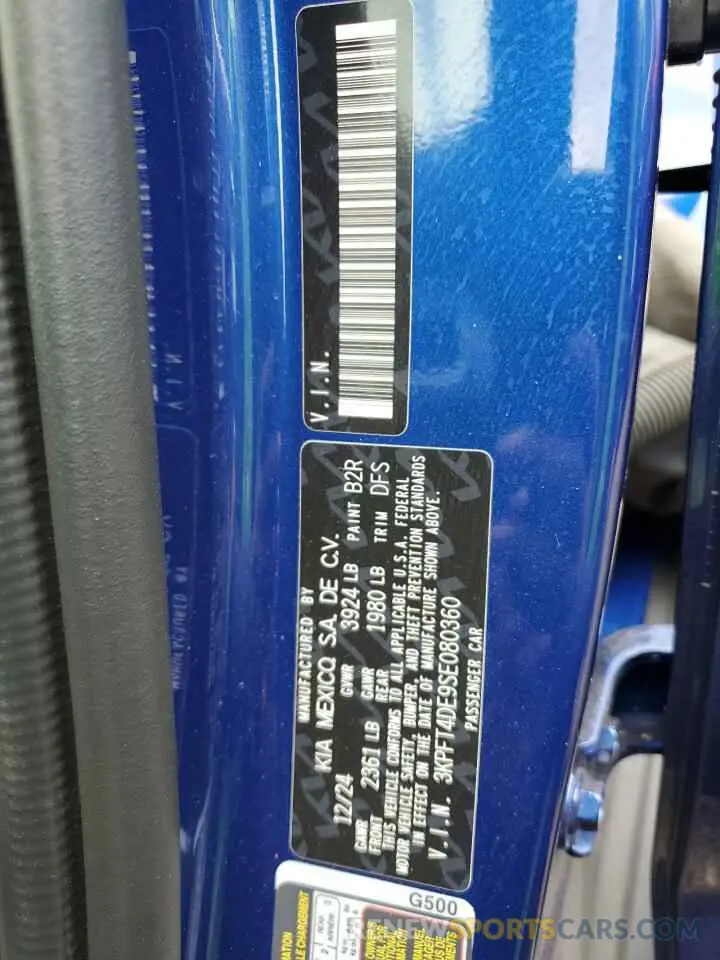 V.I.N.
MANUFACTURED BY
KIA MEXICO S.A. DE C.V.
12/24 GVWR 3924 LB PAINT B2R
GAWR FRONT 2361 LB GAWR REAR 1980 LB TRIM DFS
THIS VEHICLE CONFORMS TO ALL APPLICABLE U.S.A. FEDERAL
MOTOR VEHICLE SAFETY, BUMPER, AND THEFT PREVENTION STANDARDS
IN EFFECT ON THE DATE OF MANUFACTURE SHOWN ABOVE.
V.I.N. 3KPFT4DE9SE080360
PASSENGER CAR
G500
ENEWSPORTSCARS.COM